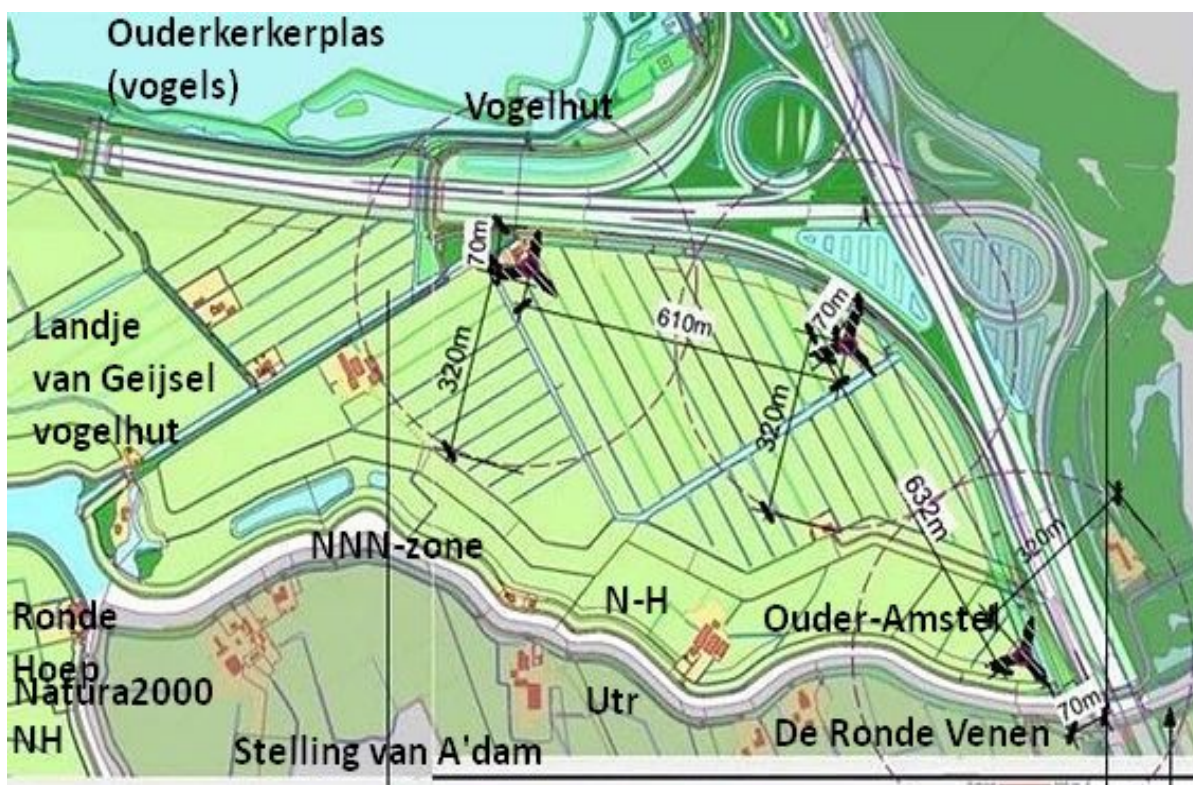 Ouderkerkerplas
(vogels)
Vogelhut
70m
610m
70m
320m
320m
Landje
van Geijsel
vogelhut
632m
320m
NNN-zone
N-H
Ouder-Amstel
Ronde
Hoep
Natura2000
NH
Utr
70m
De Ronde Venen
Stelling van A'dam